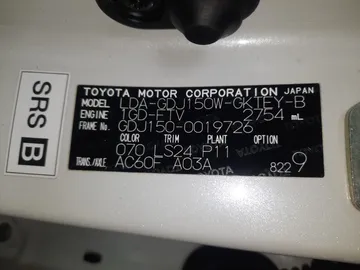 TOYOTA MOTOR CORPORATION JAPAN
MODEL LDA-GDJ150W-GKTEY-B
ENGINE 1GD-FTV 2754 mL
FRAME No. GDJ150-0019726
COLOR TRIM PLANT OPTION
070 LS24 P11
TRANS./AXLE AC60F A03A 8229
SRS B